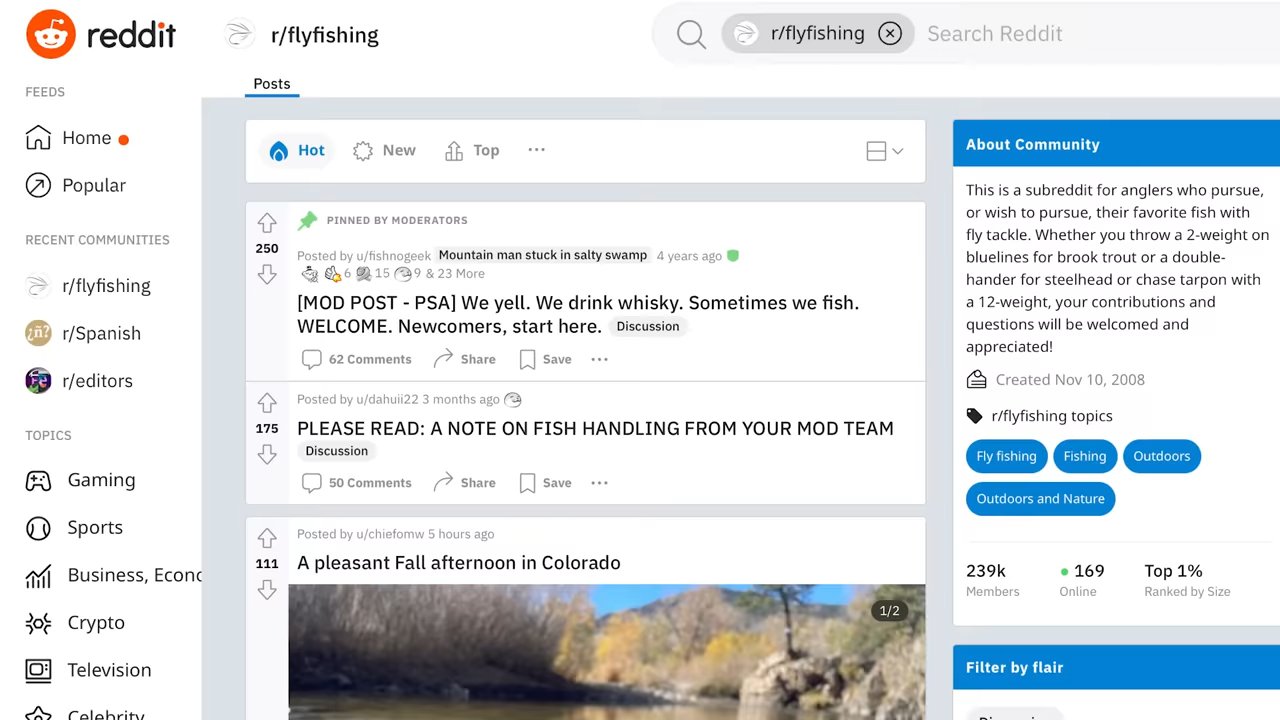 reddit
r/flyfishing
r/flyfishing
Search Reddit
Posts
FEEDS
Home
Popular
RECENT COMMUNITIES
r/flyfishing
¿ñ?
r/Spanish
r/editors
TOPICS
Gaming
Sports
Business, Econ
Crypto
Television
Celebrity
Hot
New
Top
250
PINNED BY MODERATORS
Posted by u/fishnogeek Mountain man stuck in salty swamp 4 years ago
6 15 9 & 23 More
[MOD POST - PSA] We yell. We drink whisky. Sometimes we fish.
WELCOME. Newcomers, start here. Discussion
62 Comments Share Save
175
Posted by u/dahuii22 3 months ago
PLEASE READ: A NOTE ON FISH HANDLING FROM YOUR MOD TEAM
Discussion
50 Comments Share Save
111
Posted by u/chiefomw 5 hours ago
A pleasant Fall afternoon in Colorado
1/2
About Community
This is a subreddit for anglers who pursue,
or wish to pursue, their favorite fish with
fly tackle. Whether you throw a 2-weight on
bluelines for brook trout or a double-
hander for steelhead or chase tarpon with
a 12-weight, your contributions and
questions will be welcomed and
appreciated!
Created Nov 10, 2008
r/flyfishing topics
Fly fishing
Fishing
Outdoors
Outdoors and Nature
239k 169 Top 1%
Members Online Ranked by Size
Filter by flair